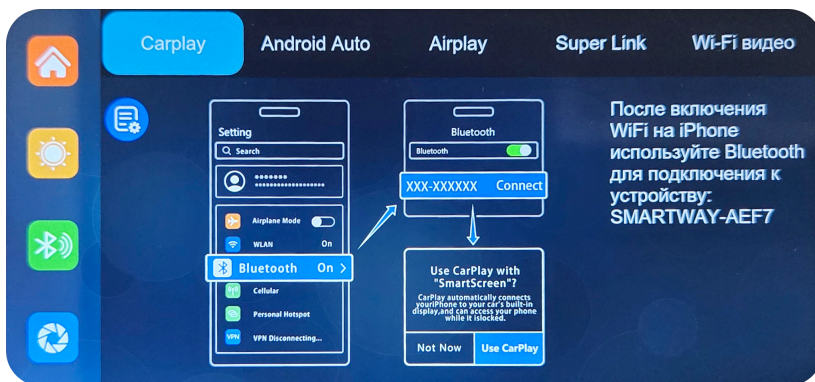 Carplay
Android Auto
Airplay
Super Link
Wi-Fi видео
Setting
Search
Airplane Mode
WLAN On
Bluetooth On >
Cellular
Personal Hotspot
VPN VPN Disconnecting...
Bluetooth
Bluetooth
XXX-XXXXXX Connect
Use CarPlay with
"SmartScreen"?
CarPlay automatically connects
youriPhone to your car's built-in
display,and can access your phone
while it islocked.
Not Now Use CarPlay
После включения
WiFi на iPhone
используйте Bluetooth
для подключения к
устройству:
SMARTWAY-AEF7